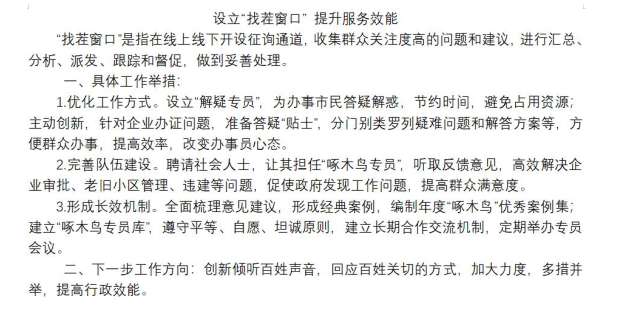 设立“找茬窗口” 提升服务效能
“找茬窗口”是指在线上线下开设征询通道，收集群众关注度高的问题和建议，进行汇总、
分析、派发、跟踪和督促，做到妥善处理。
一、具体工作举措：
1.优化工作方式。设立“解疑专员”，为办事市民答疑解惑，节约时间，避免占用资源；
主动创新，针对企业办证问题，准备答疑“贴士”，分门别类罗列疑难问题和解答方案等，方
便群众办事，提高效率，改变办事员心态。
2.完善队伍建设。聘请社会人士，让其担任“啄木鸟专员”，听取反馈意见，高效解决企
业审批、老旧小区管理、违建等问题，促使政府发现工作问题，提高群众满意度。
3.形成长效机制。全面梳理意见建议，形成经典案例，编制年度“啄木鸟”优秀案例集；
建立“啄木鸟专员库”，遵守平等、自愿、坦诚原则，建立长期合作交流机制，定期举办专员
会议。
二、下一步工作方向：创新倾听百姓声音，回应百姓关切的方式，加大力度，多措并
举，提高行政效能。